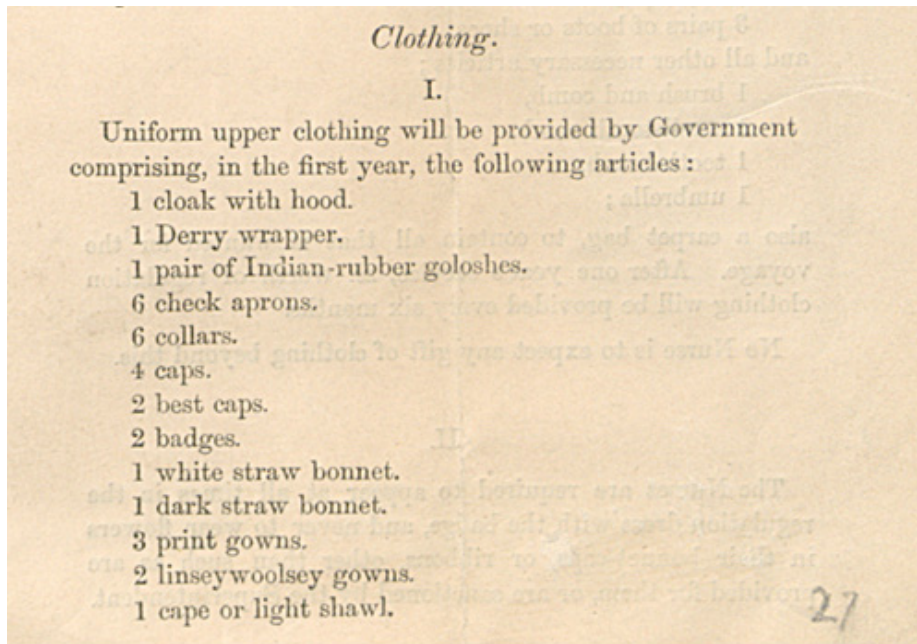 Clothing.
I.
Uniform upper clothing will be provided by Government
comprising, in the first year, the following articles :
1 cloak with hood.
1 Derry wrapper.
1 pair of Indian-rubber goloshes.
6 check aprons.
6 collars.
4 caps.
2 best caps.
2 badges.
1 white straw bonnet.
1 dark straw bonnet.
3 print gowns.
2 linseywoolsey gowns.
1 cape or light shawl.
27